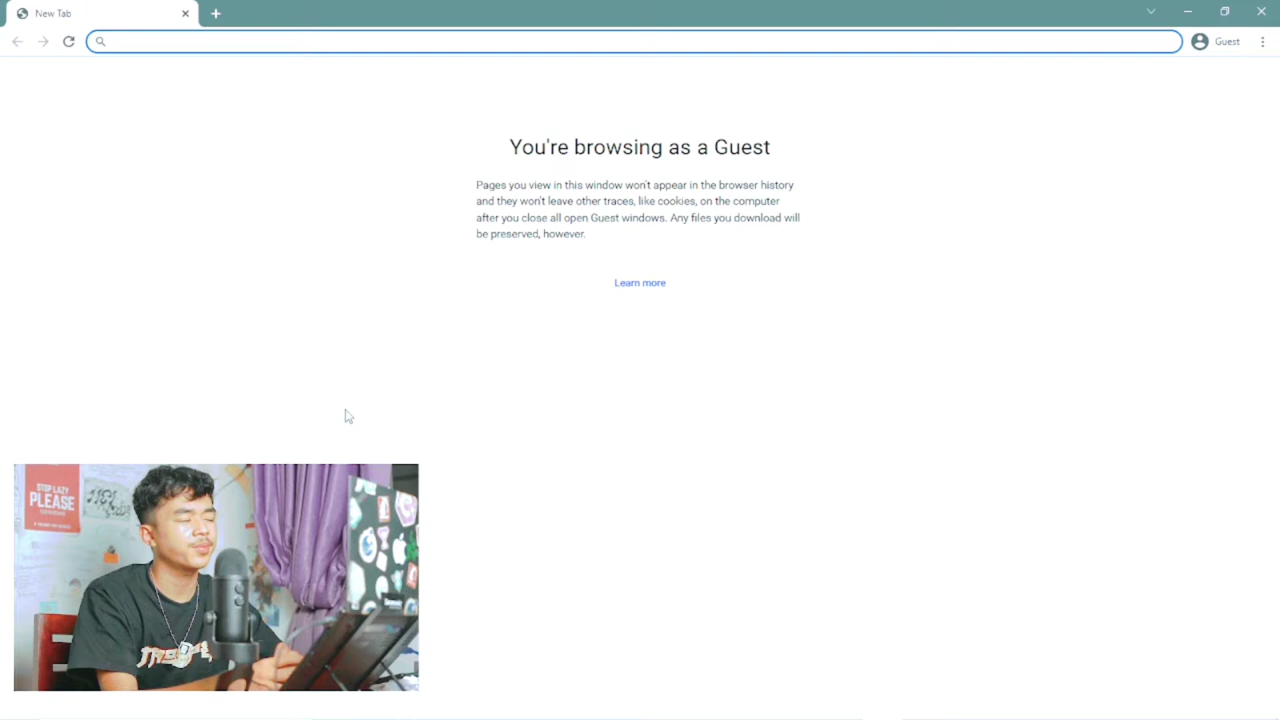 New Tab
Guest
You're browsing as a Guest
Pages you view in this window won't appear in the browser history
and they won't leave other traces, like cookies, on the computer
after you close all open Guest windows. Any files you download will
be preserved, however.
Learn more
STOP LAZY
PLEASE